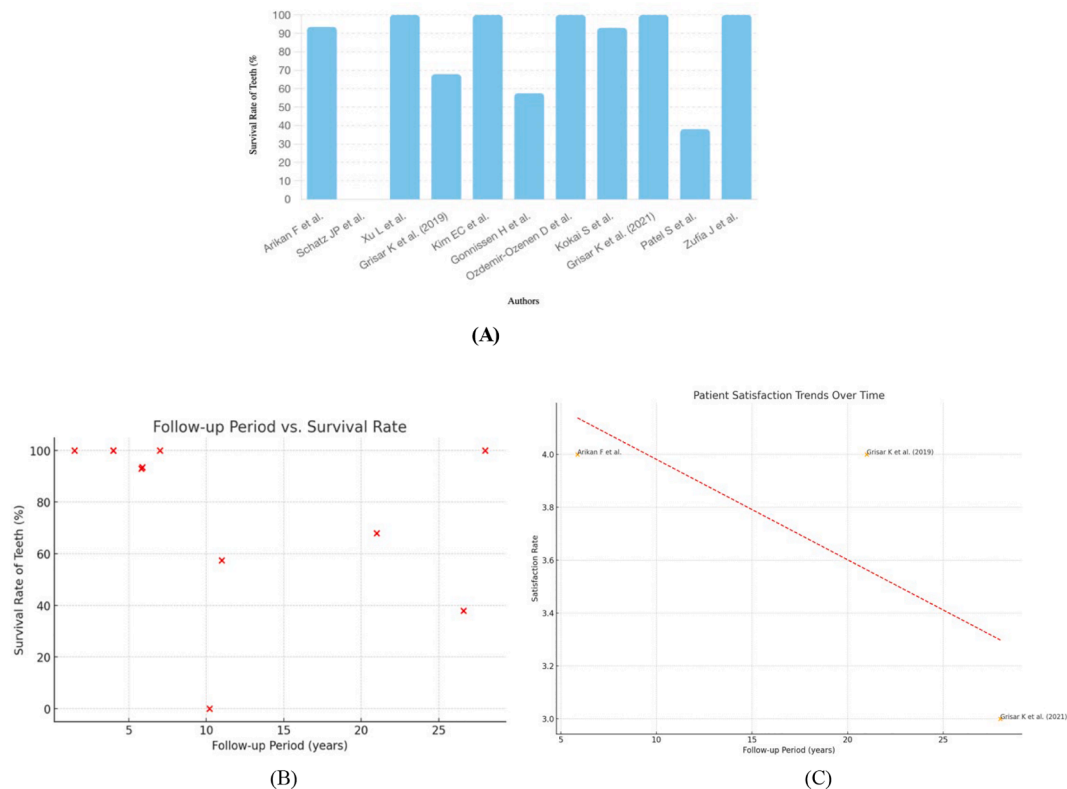 100
90
80
70
60
50
40
30
20
10
0
Survival Rate of Teeth (%
Arikan F et al.
Schatz JP et al.
Xu L et al.
Grisar K et al. (2019)
Kim EC et al.
Gonnissen H et al.
Ozdemir-Ozenen D et al.
Kokai S et al.
Grisar K et al. (2021)
Patel S et al.
Zufía J et al.
Authors
(A)
Follow-up Period vs. Survival Rate
100
80
60
40
20
0
Survival Rate of Teeth (%)
5 10 15 20 25
Follow-up Period (years)
(B)
Patient Satisfaction Trends Over Time
4.0
3.8
3.6
3.4
3.2
3.0
Satisfaction Rate
Arikan F et al.
Grisar K et al. (2019)
Grisar K et al. (2021)
5 10 15 20 25
Follow-up Period (years)
(C)